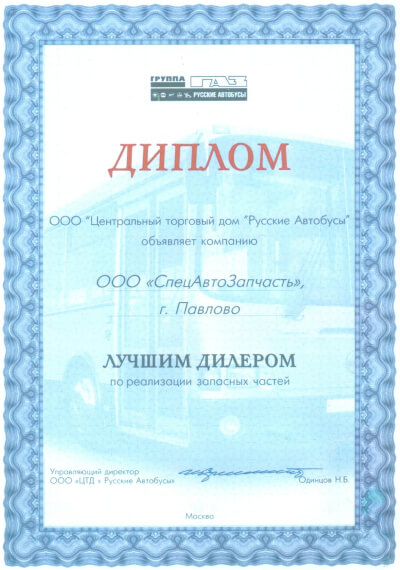 ГРУППА ГАЗ
РУССКИЕ АВТОБУСЫ
ДИПЛОМ
ООО "Центральный торговый дом "Русские Автобусы"
объявляет компанию
ООО «СпецАвтоЗапчасть»,
г. Павлово
ЛУЧШИМ ДИЛЕРОМ
по реализации запасных частей
Управляющий директор
ООО «ЦТД « Русские Автобусы»
Одинцов Н.Б.
Москва